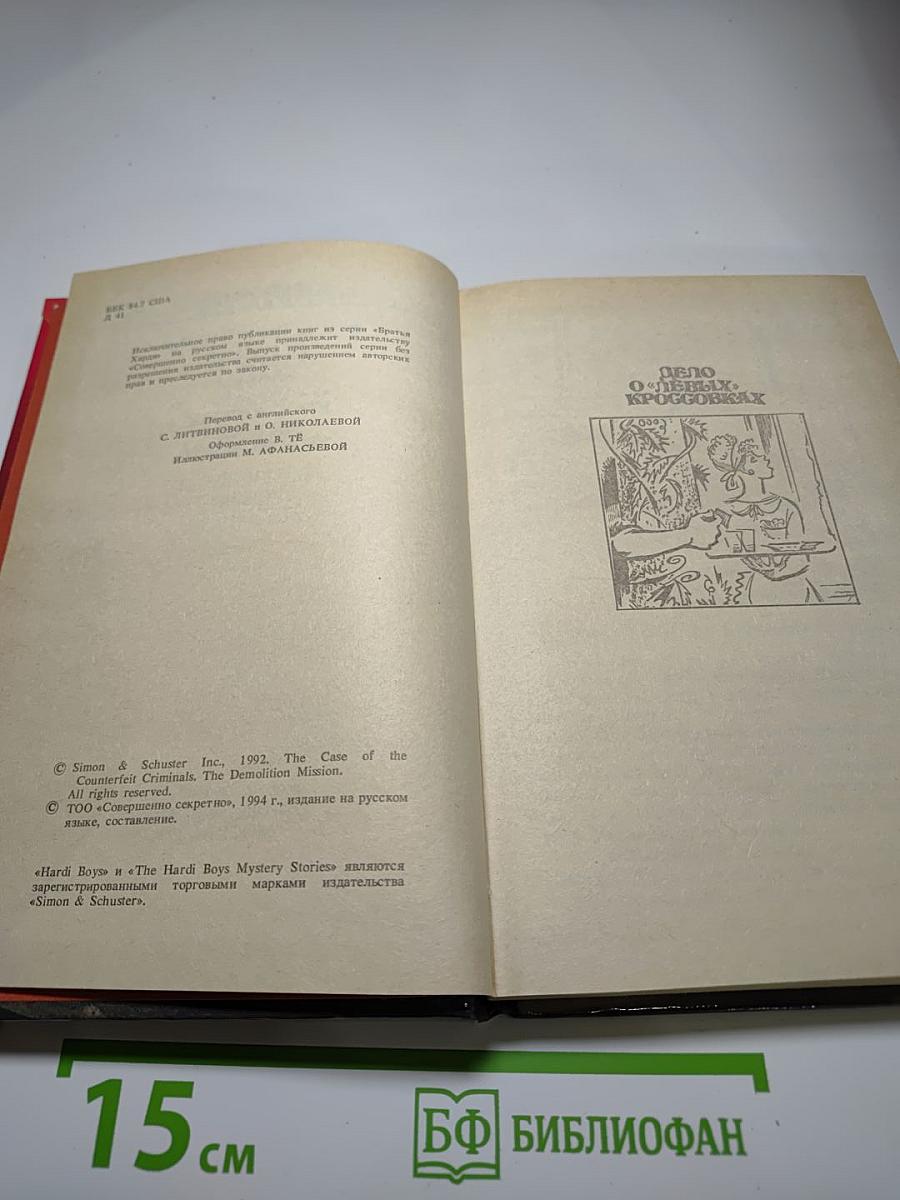 ББК 84.7 США
Д 41
Исключительное право публикации книг из серии «Братья
Харди» на русском языке принадлежит издательству
«Совершенно секретно». Выпуск произведений серии без
разрешения издательства считается нарушением авторских
прав и преследуется по закону.
Перевод с английского
С. ЛИТВИНОВОЙ и О. НИКОЛАЕВОЙ
Оформление В. ТЁ
Иллюстрации М. АФАНАСЬЕВОЙ
© Simon & Schuster Inc., 1992. The Case of the
Counterfeit Criminals. The Demolition Mission.
All rights reserved.
© ТОО «Совершенно секретно», 1994 г., издание на русском
языке, составление.
«Hardi Boys» и «The Hardi Boys Mystery Stories» являются
зарегистрированными торговыми марками издательства
«Simon & Schuster».
ДЕЛО
О «ЛЕВЫХ»
КРОССОВКАХ
15 см
БФ БИБЛИОФАН